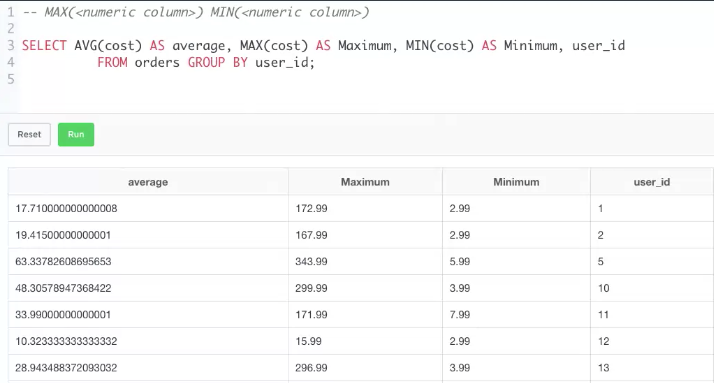 1 -- MAX(<numeric column>) MIN(<numeric column>)
2
3 SELECT AVG(cost) AS average, MAX(cost) AS Maximum, MIN(cost) AS Minimum, user_id
4 FROM orders GROUP BY user_id;
5
Reset Run
average Maximum Minimum user_id
17.710000000000008 172.99 2.99 1
19.41500000000001 167.99 2.99 2
63.33782608695653 343.99 5.99 5
48.30578947368422 299.99 3.99 10
33.99000000000001 171.99 7.99 11
10.323333333333332 15.99 2.99 12
28.943488372093032 296.99 3.99 13